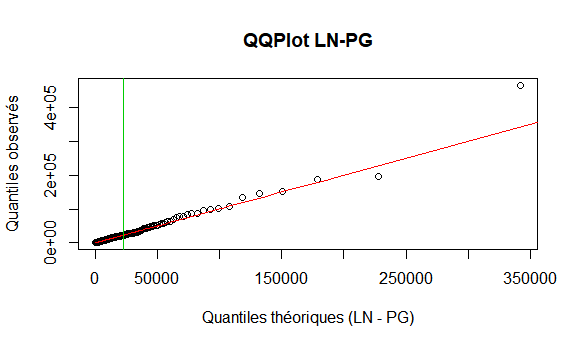 QQPlot LN-PG
Quantiles observés
4e+05
2e+05
0e+00
0 50000 150000 250000 350000
Quantiles théoriques (LN - PG)